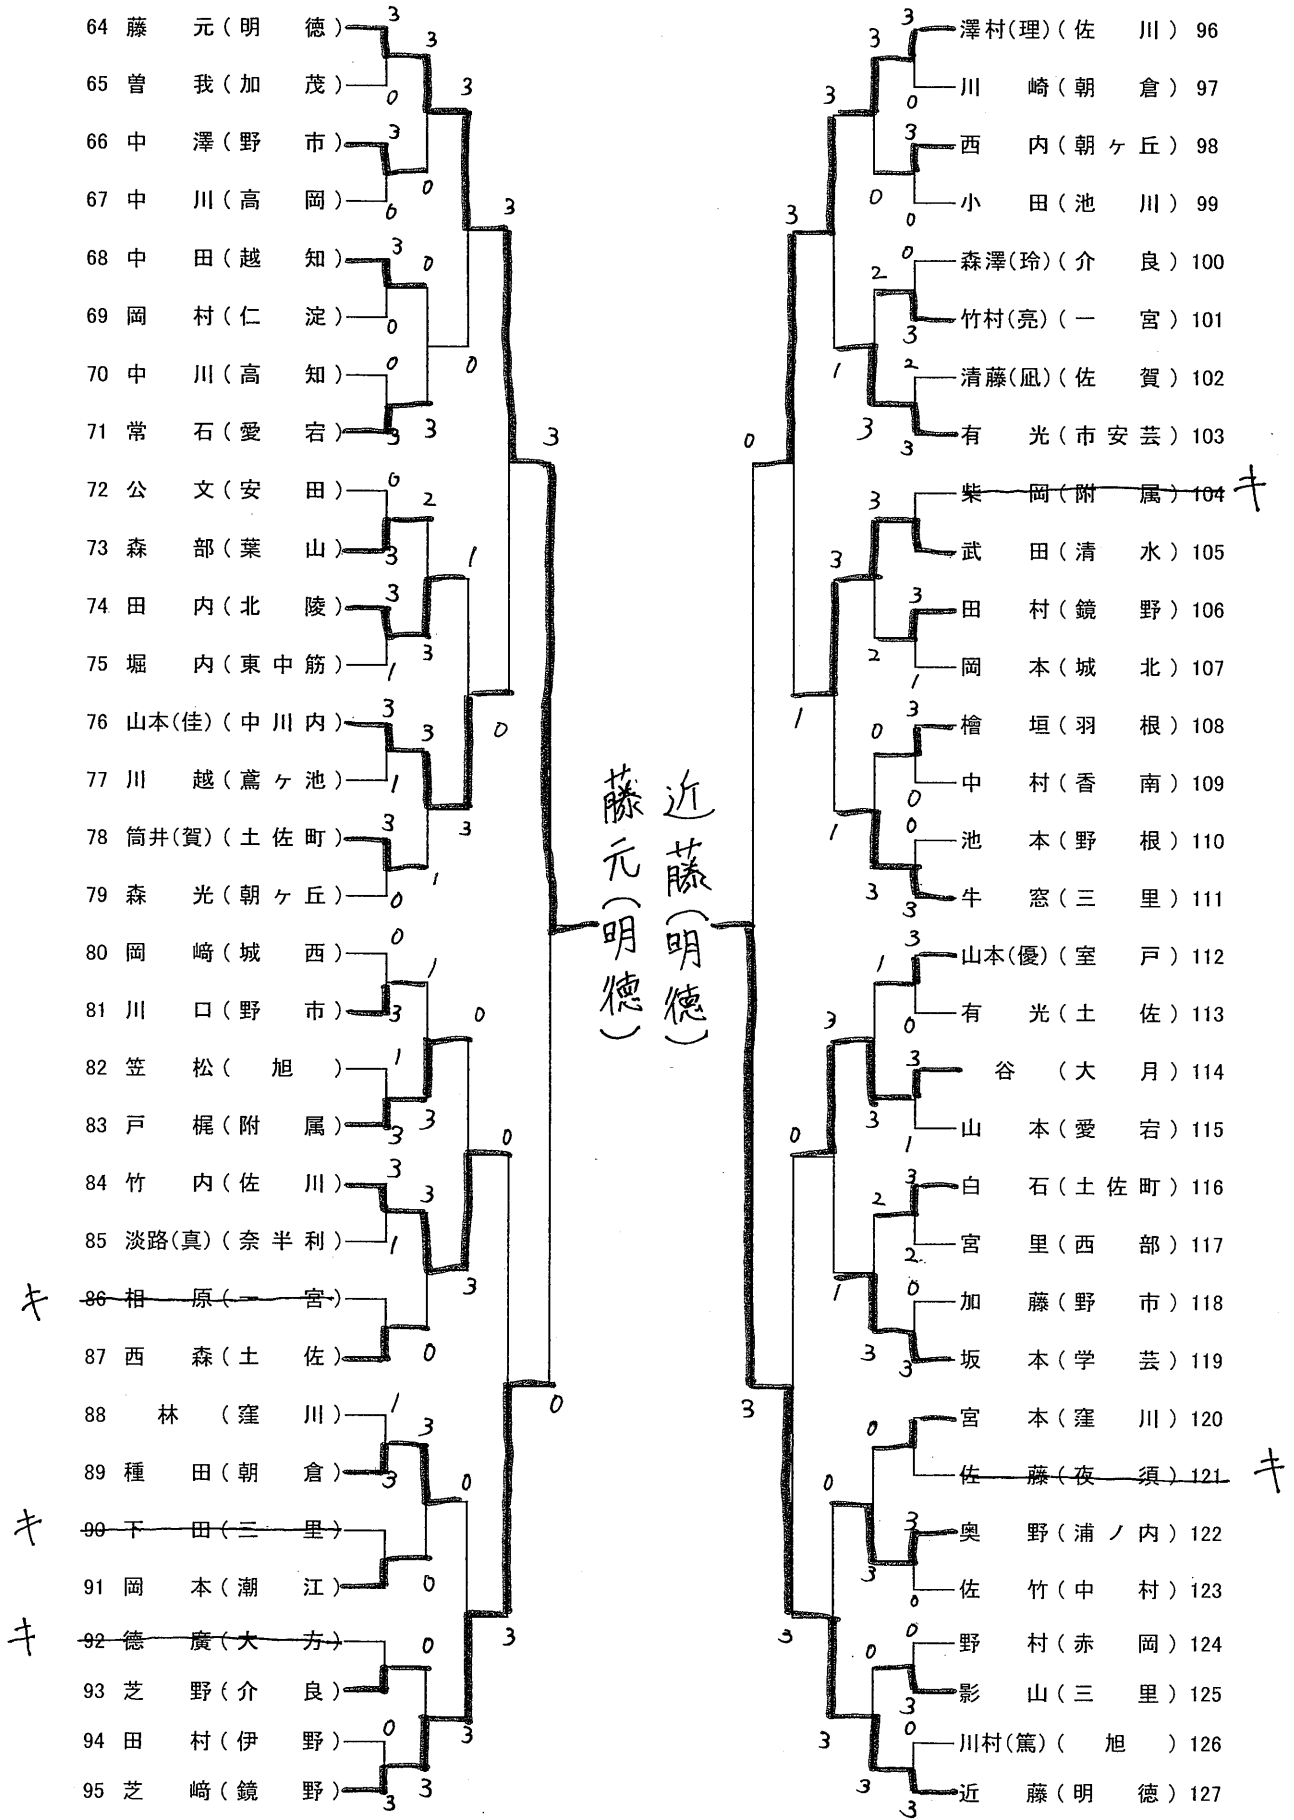 64 藤元(明徳)
65 曽我(加茂)
66 中澤(野市)
67 中川(高岡)
68 中田(越知)
69 岡村(仁淀)
70 中川(高知)
71 常石(愛宕)
72 公文(安田)
73 森部(葉山)
74 田内(北陵)
75 堀内(東中筋)
76 山本(佳)(中川内)
77 川越(鳶ヶ池)
78 筒井(賀)(土佐町)
79 森光(朝ヶ丘)
80 岡﨑(城西)
81 川口(野市)
82 笠松(旭)
83 戸梶(附属)
84 竹内(佐川)
85 淡路(真)(奈半利)
キ 86 相原(一宮)
87 西森(土佐)
88 林(窪川)
89 種田(朝倉)
キ 90 下田(三里)
91 岡本(潮江)
キ 92 徳廣(大方)
93 芝野(介良)
94 田村(伊野)
95 芝﨑(鏡野)
藤元(明徳)
近藤(明徳)
澤村(理)(佐川) 96
川崎(朝倉) 97
西内(朝ヶ丘) 98
小田(池川) 99
森澤(玲)(介良) 100
竹村(亮)(一宮) 101
清藤(凪)(佐賀) 102
有光(市安芸) 103
柴岡(附属) 104 キ
武田(清水) 105
田村(鏡野) 106
岡本(城北) 107
檜垣(羽根) 108
中村(香南) 109
池本(野根) 110
牛窓(三里) 111
山本(優)(室戸) 112
有光(土佐) 113
谷(大月) 114
山本(愛宕) 115
白石(土佐町) 116
宮里(西部) 117
加藤(野市) 118
坂本(学芸) 119
宮本(窪川) 120
佐藤(夜須) 121 キ
奥野(浦ノ内) 122
佐竹(中村) 123
野村(赤岡) 124
影山(三里) 125
川村(篤)(旭) 126
近藤(明徳) 127